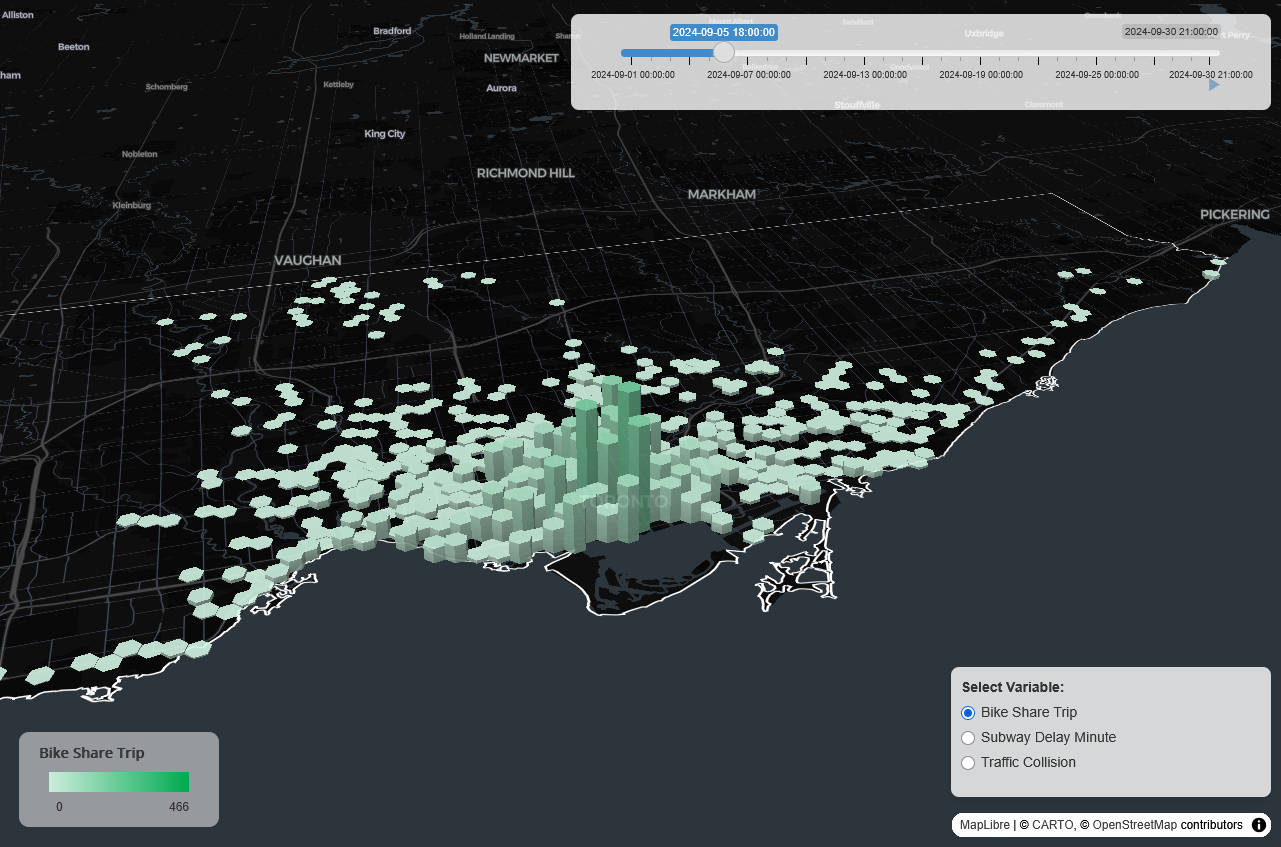 Alliston
Beeton
Bradford
Holland Landing
NEWMARKET
Schomberg
Kettleby
Aurora
King City
Nobleton
RICHMOND HILL
MARKHAM
Kleinburg
PICKERING
VAUGHAN
TORONTO
Mount Albert
Sandford
Uxbridge
2024-09-05 18:00:00
2024-09-30 21:00:00
2024-09-01 00:00:00
2024-09-07 00:00:00
2024-09-13 00:00:00
2024-09-19 00:00:00
2024-09-25 00:00:00
2024-09-30 21:00:00
Stouffville
Claremont
Select Variable:
Bike Share Trip
Subway Delay Minute
Traffic Collision
Bike Share Trip
0 466
MapLibre | © CARTO, © OpenStreetMap contributors